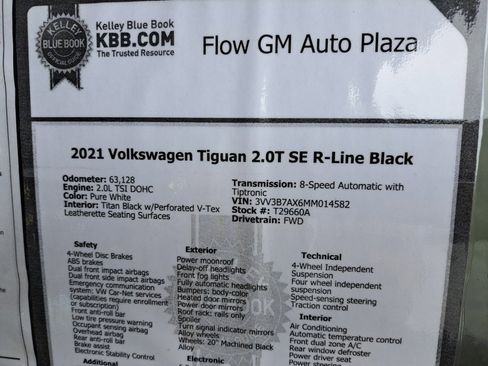 KELLEY
BLUE BOOK
Kelley Blue Book
KBB.COM
The Trusted Resource
Flow GM Auto Plaza
2021 Volkswagen Tiguan 2.0T SE R-Line Black
Odometer: 63,128
Engine: 2.0L TSI DOHC
Color: Pure White
Interior: Titan Black w/Perforated V-Tex
Leatherette Seating Surfaces
Transmission: 8-Speed Automatic with
Tiptronic
VIN: 3VV3B7AX6MM014582
Stock #: T29660A
Drivetrain: FWD
Safety
4-Wheel Disc Brakes
ABS brakes
Dual front impact airbags
Dual front side impact airbags
Emergency communication
system: VW Car-Net services
(capabilities require enrollment
or subscription)
Front anti-roll bar
Low tire pressure warning
Occupant sensing airbag
Overhead airbag
Rear anti-roll bar
Brake assist
Electronic Stability Control
Additional
Exterior
Power moonroof
Delay-off headlights
Front fog lights
Fully automatic headlights
Bumpers: body-color
Heated door mirrors
Power door mirrors
Roof rack: rails only
Spoiler
Turn signal indicator mirrors
Alloy wheels
Wheels: 20" Machined Black
Alloy
Electronic
Technical
4-Wheel Independent
Suspension
Four wheel independent
suspension
Speed-sensing steering
Traction control
Interior
Air Conditioning
Automatic temperature control
Front dual zone A/C
Rear window defroster
Power driver seat
Power steering